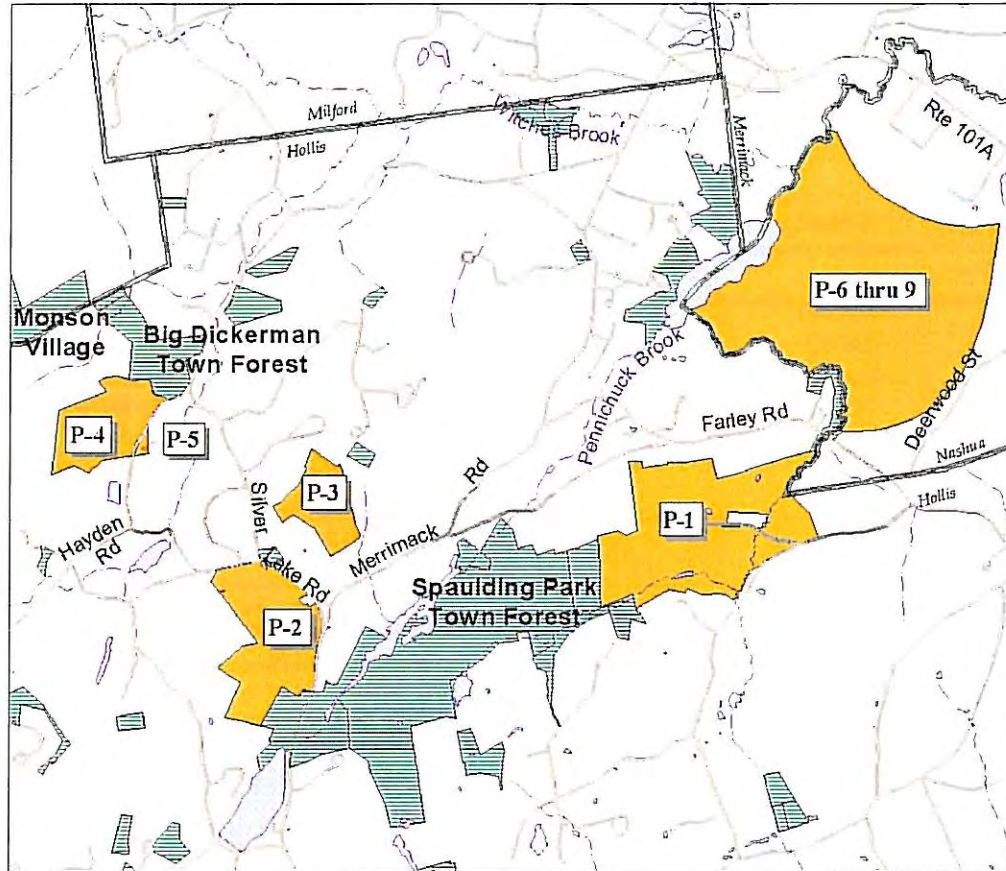 Milford
Hollis
Witches Brook
Merrimack
Rte 101A
P-6 thru 9
Monson
Village
Big Dickerman
Town Forest
Pennichuck Brook
Farley Rd
Deerwood St
P-4
P-5
P-3
Nashua
Hollis
P-1
Silver
Lake Rd
Hayden
Rd
Merrimack
Rd
Spaulding Park
Town Forest
P-2